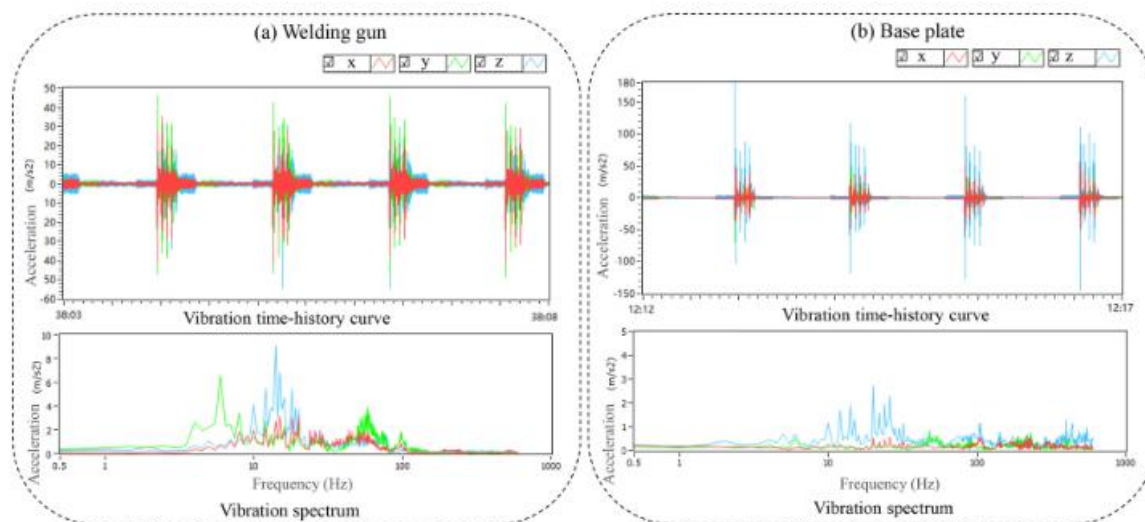 (a) Welding gun
x y z
50
40
30
20
10
0
10
20
30
40
50
-60
Acceleration (m/s2)
38:03 38:08
Vibration time-history curve
10
8
6
4
2
0
Acceleration (m/s2)
0.5 1 10 100 1000
Frequency (Hz)
Vibration spectrum
(b) Base plate
x y z
180
150
100
50
0
-50
-100
-150
Acceleration (m/s2)
12:12 12:17
Vibration time-history curve
5
4
3
2
1
0
Acceleration (m/s2)
0.5 1 10 100 1000
Frequency (Hz)
Vibration spectrum